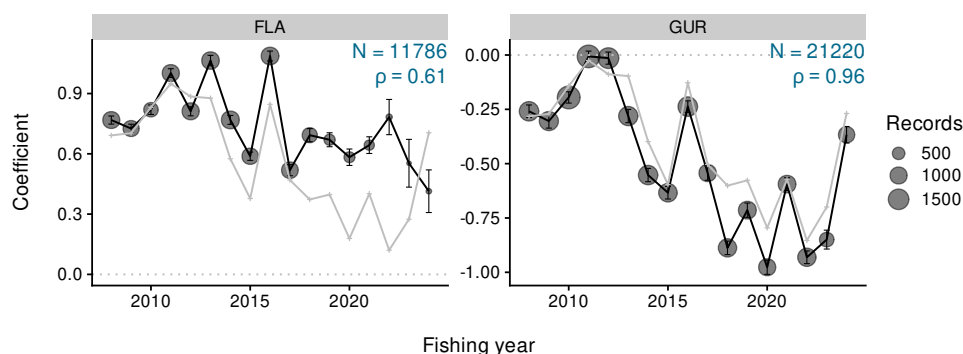 FLA
GUR
N = 11786
ρ = 0.61
N = 21220
ρ = 0.96
Coefficient
0.9
0.6
0.3
0.0
0.00
-0.25
-0.50
-0.75
-1.00
2010
2015
2020
2010
2015
2020
Fishing year
Records
500
1000
1500